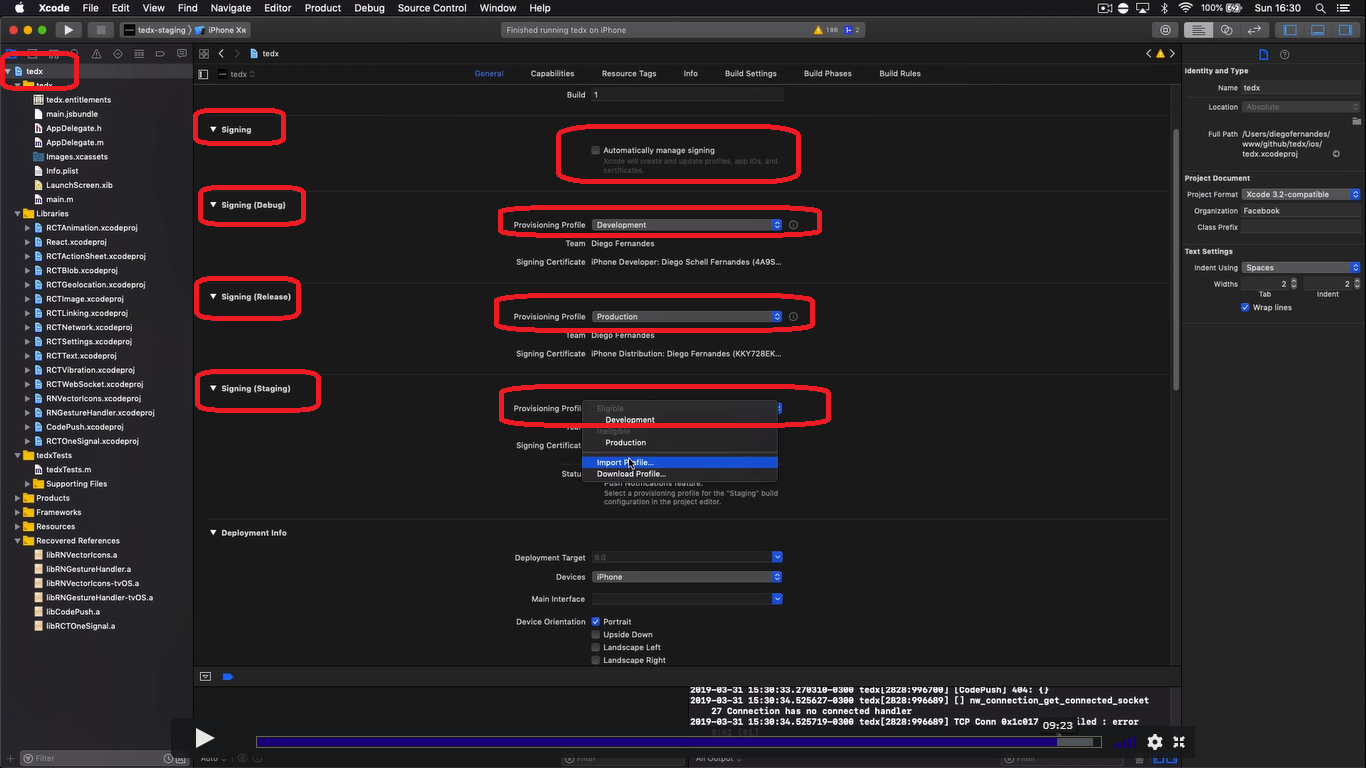 Xcode File Edit View Find Navigate Editor Product Debug Source Control Window Help 100% Sun 16:30
tedx-staging iPhone XR Finished running tedx on iPhone 186 2
tedx
tedx
General Capabilities Resource Tags Info Build Settings Build Phases Build Rules
tedx
tedx
tedx.entitlements
main.jsbundle
AppDelegate.h
AppDelegate.m
Images.xcassets
Info.plist
LaunchScreen.xib
main.m
Libraries
RCTAnimation.xcodeproj
React.xcodeproj
RCTActionSheet.xcodeproj
RCTBlob.xcodeproj
RCTGeolocation.xcodeproj
RCTImage.xcodeproj
RCTLinking.xcodeproj
RCTNetwork.xcodeproj
RCTSettings.xcodeproj
RCTText.xcodeproj
RCTVibration.xcodeproj
RCTWebSocket.xcodeproj
RNVectorIcons.xcodeproj
RNGestureHandler.xcodeproj
CodePush.xcodeproj
RCTOneSignal.xcodeproj
tedxTests
tedxTests.m
Supporting Files
Products
Frameworks
Resources
Recovered References
libRNVectorIcons.a
libRNGestureHandler.a
libRNVectorIcons-tvOS.a
libRNGestureHandler-tvOS.a
libCodePush.a
libRCTOneSignal.a
Filter
Build 1
Signing
Automatically manage signing
Xcode will create and update profiles, app IDs, and
certificates.
Signing (Debug)
Provisioning Profile Development
Team Diego Fernandes
Signing Certificate iPhone Developer: Diego Schell Fernandes (4A9S...
Signing (Release)
Provisioning Profile Production
Team Diego Fernandes
Signing Certificate iPhone Distribution: Diego Fernandes (KKY728EK...
Signing (Staging)
Provisioning Profil
Eligible
Development
Ineligible
Production
Import Profile...
Download Profile...
Signing Certificat
Statu
Push Notifications feature.
Select a provisioning profile for the "Staging" build
configuration in the project editor.
Deployment Info
Deployment Target 9.0
Devices iPhone
Main Interface
Device Orientation Portrait
Upside Down
Landscape Left
Landscape Right
2019-03-31 15:30:33.270310-0300 tedx[2828:996700] [CodePush] 404: {}
2019-03-31 15:30:34.525627-0300 tedx[2828:996689] [] nw_connection_get_connected_socket
27 Connection has no connected handler
2019-03-31 15:30:34.525719-0300 tedx[2828:996689] TCP Conn 0x1c017 led : error
0:61 [61]
09:23
Auto Filter All Output Filter
Identity and Type
Name tedx
Location Absolute
Full Path /Users/diegofernandes/
www/github/tedx/ios/
tedx.xcodeproj
Project Document
Project Format Xcode 3.2-compatible
Organization Facebook
Class Prefix
Text Settings
Indent Using Spaces
Widths 2 2
Tab Indent
Wrap lines